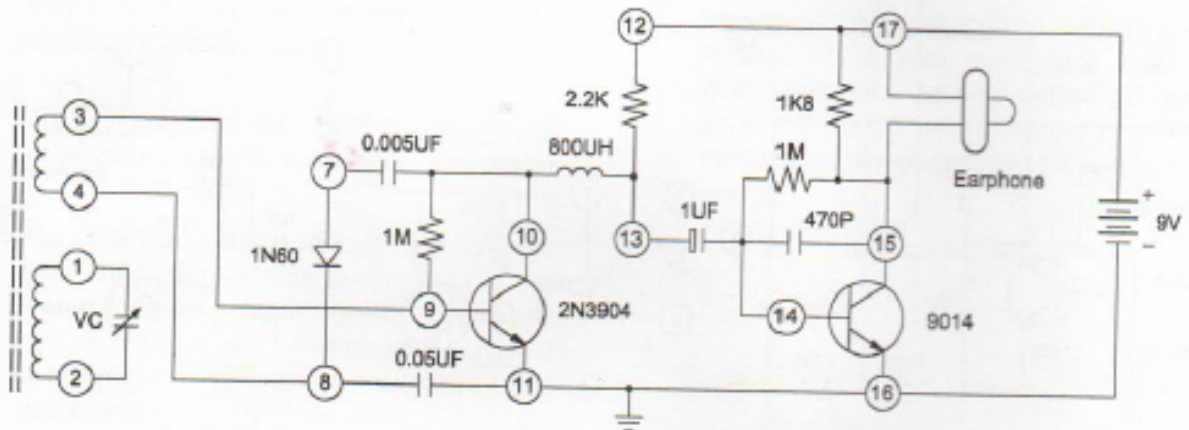 12
17
2.2K
1K8
3
0.005UF
800UH
7
1M
Earphone
4
1M
10
13
1UF
470P
15
+
9V
−
1N60
1
VC
9
2N3904
14
9014
0.05UF
2
8
11
16